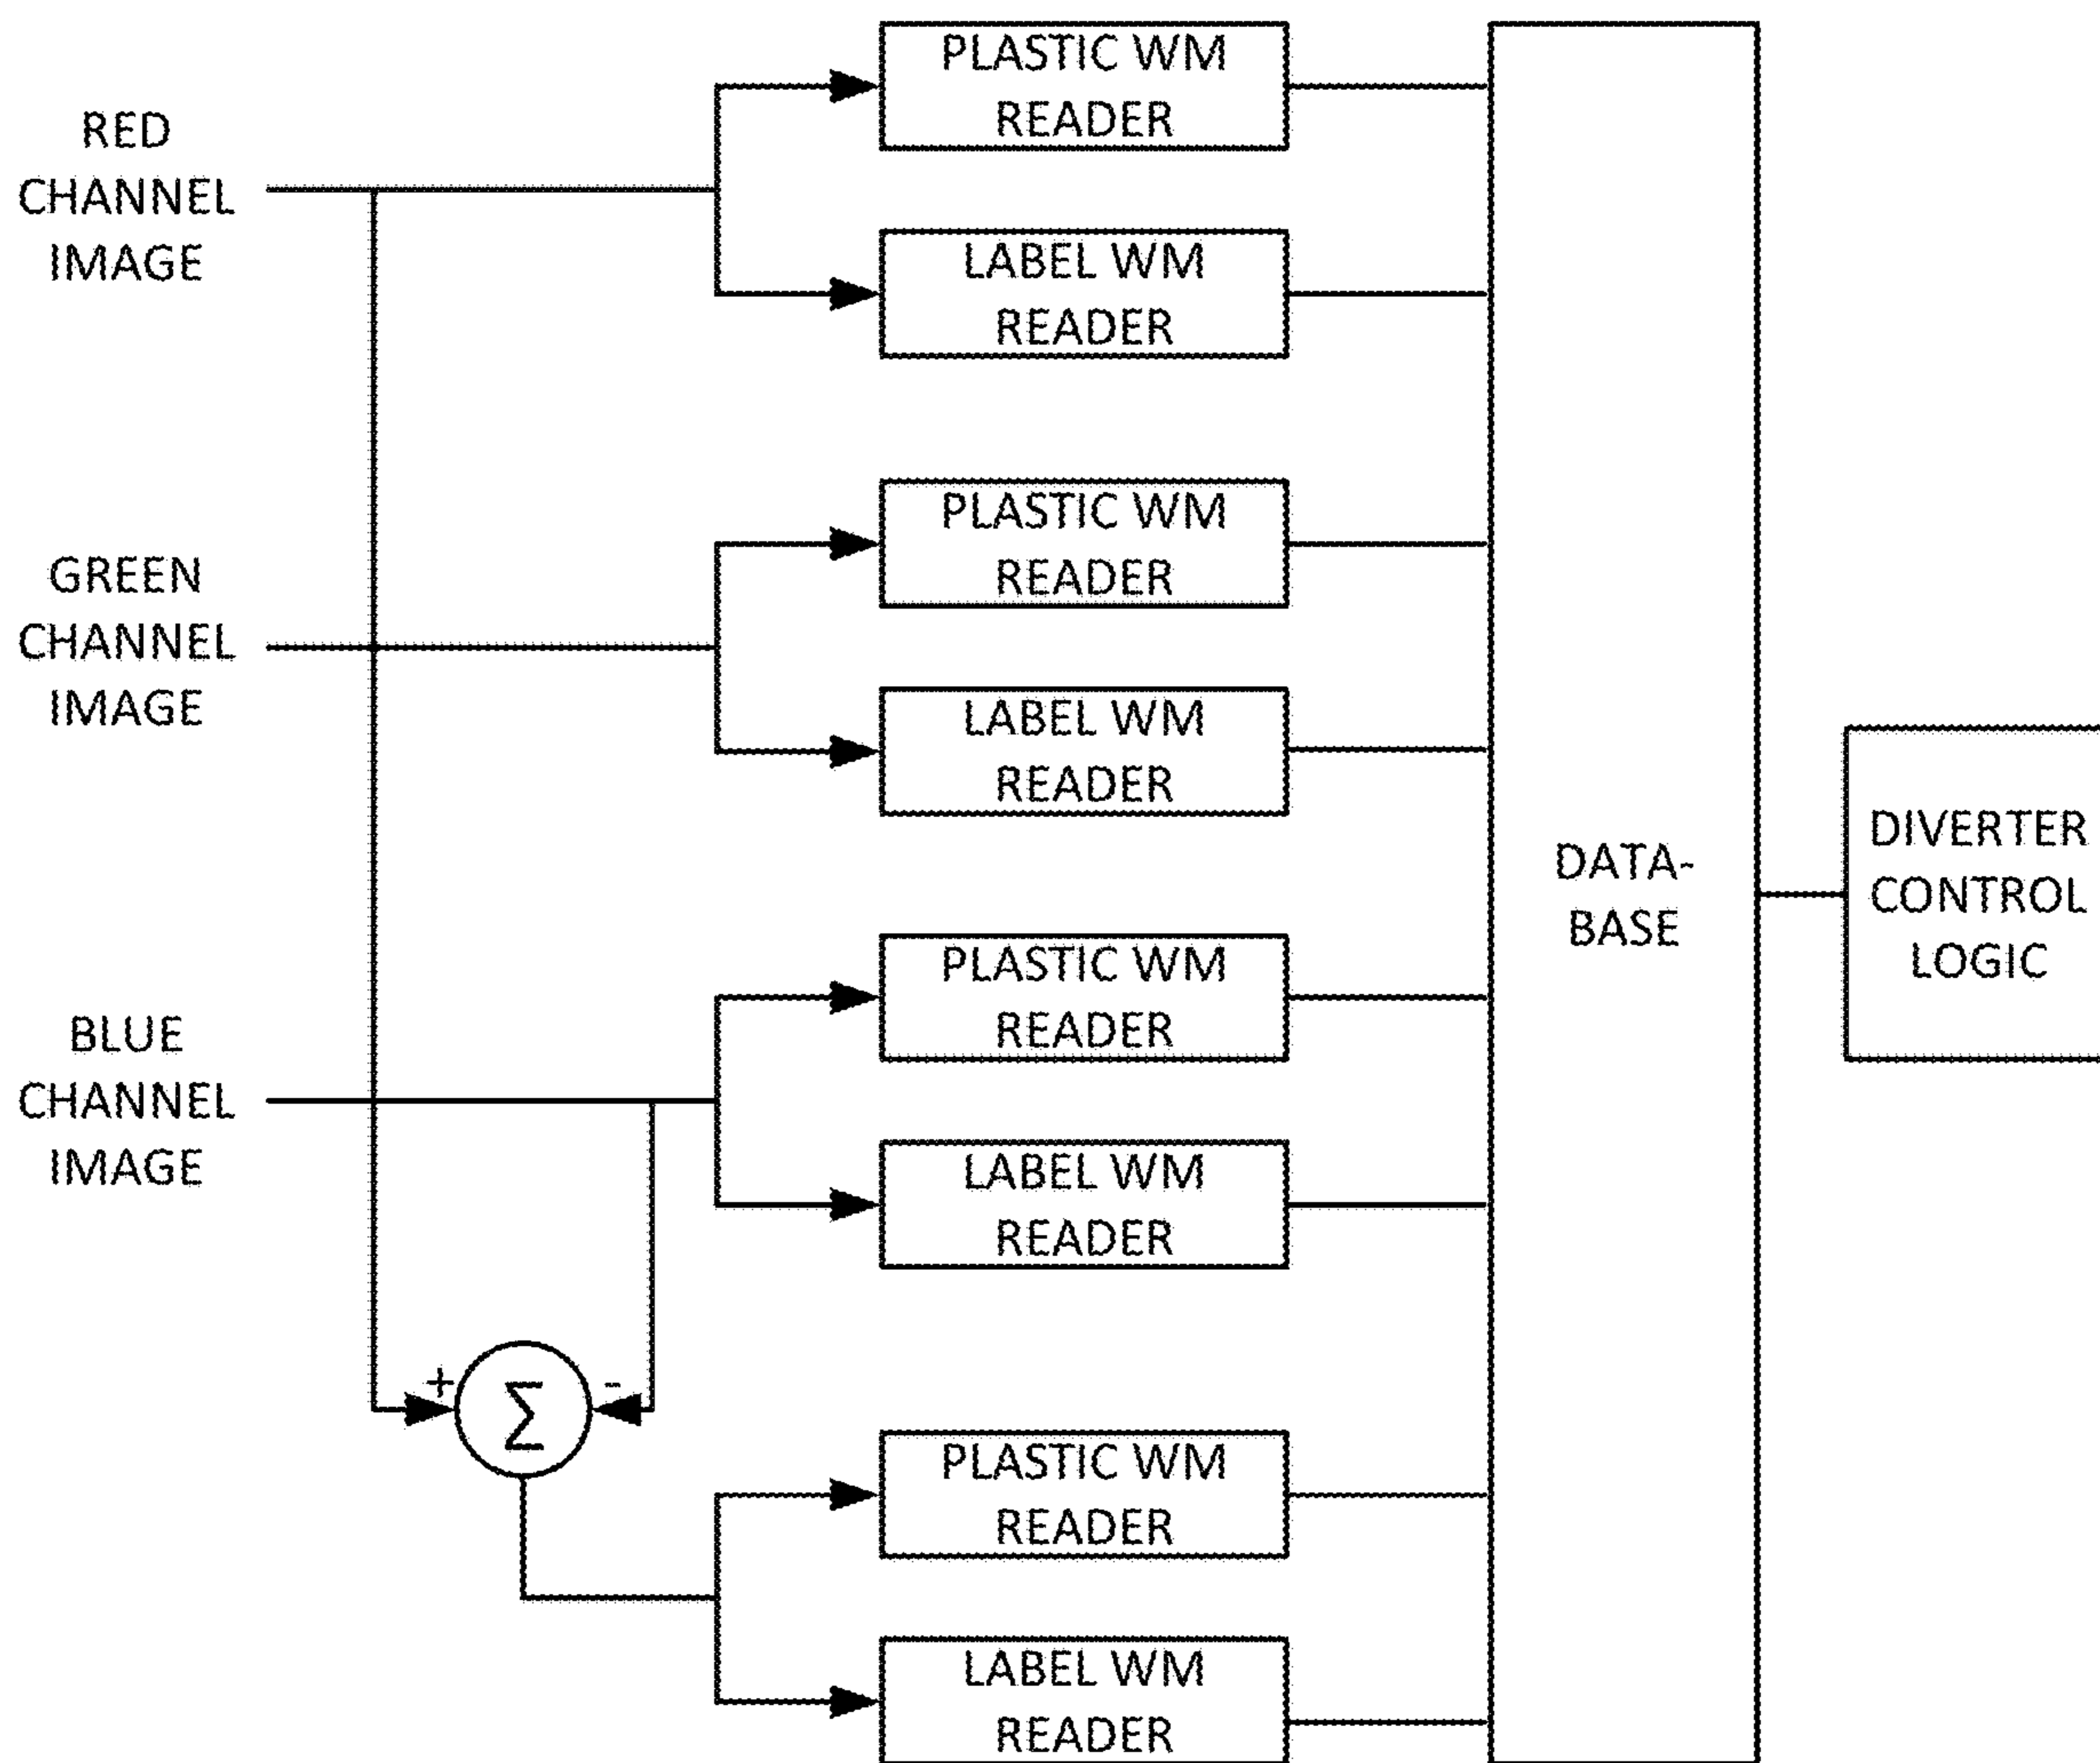 RED
CHANNEL
IMAGE
PLASTIC WM
READER
LABEL WM
READER
GREEN
CHANNEL
IMAGE
PLASTIC WM
READER
LABEL WM
READER
BLUE
CHANNEL
IMAGE
PLASTIC WM
READER
LABEL WM
READER
+
Σ
-
PLASTIC WM
READER
LABEL WM
READER
DATA-
BASE
DIVERTER
CONTROL
LOGIC